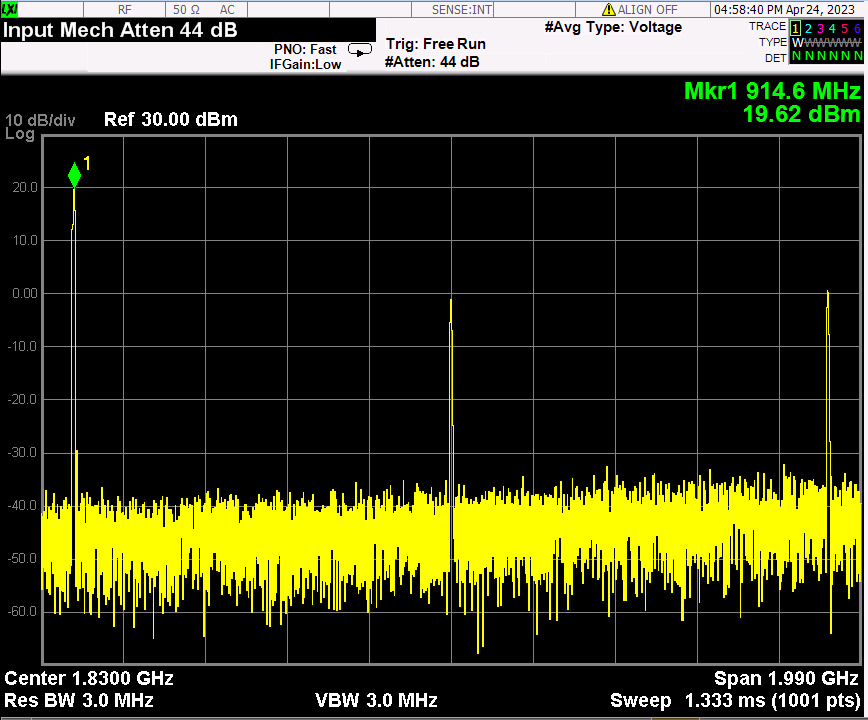 LXI RF 50 Ω AC SENSE:INT ALIGN OFF 04:58:40 PM Apr 24, 2023
Input Mech Atten 44 dB
PNO: Fast
IFGain:Low
Trig: Free Run
#Atten: 44 dB
#Avg Type: Voltage
TRACE 1 2 3 4 5 6
TYPE WWWWWW
DET N N N N N N
Mkr1 914.6 MHz
19.62 dBm
10 dB/div Ref 30.00 dBm
Log
1
20.0
10.0
0.00
-10.0
-20.0
-30.0
-40.0
-50.0
-60.0
Center 1.8300 GHz Span 1.990 GHz
Res BW 3.0 MHz VBW 3.0 MHz Sweep 1.333 ms (1001 pts)